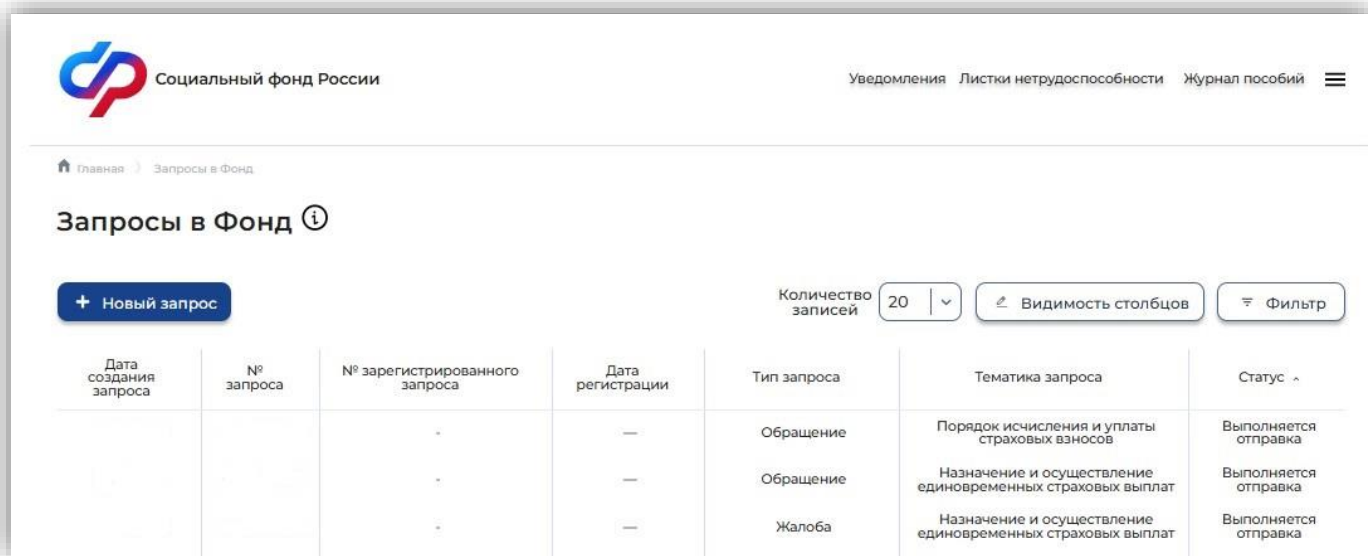 Социальный фонд России
Уведомления Листки нетрудоспособности Журнал пособий
Главная Запросы в Фонд
Запросы в Фонд
+ Новый запрос
Количество записей 20
Видимость столбцов
Фильтр
Дата создания запроса
№ запроса
№ зарегистрированного запроса
Дата регистрации
Тип запроса
Тематика запроса
Статус
- — Обращение Порядок исчисления и уплаты страховых взносов Выполняется отправка
- — Обращение Назначение и осуществление единовременных страховых выплат Выполняется отправка
- — Жалоба Назначение и осуществление единовременных страховых выплат Выполняется отправка